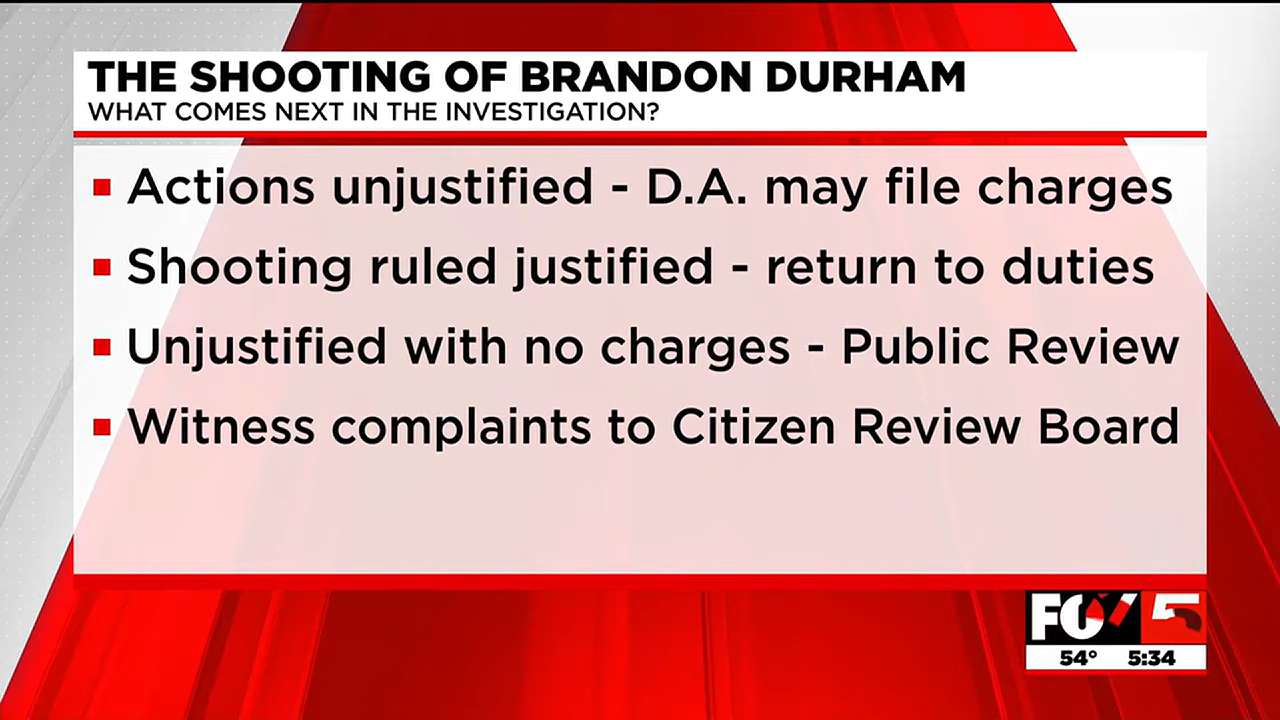 THE SHOOTING OF BRANDON DURHAM
WHAT COMES NEXT IN THE INVESTIGATION?
Actions unjustified - D.A. may file charges
Shooting ruled justified - return to duties
Unjustified with no charges - Public Review
Witness complaints to Citizen Review Board
FOX 5
54° 5:34